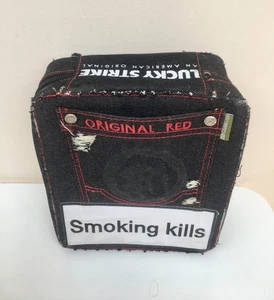 LUCKY STRIKE
AN AMERICAN ORIGINAL
ORIGINAL RED
Smoking kills